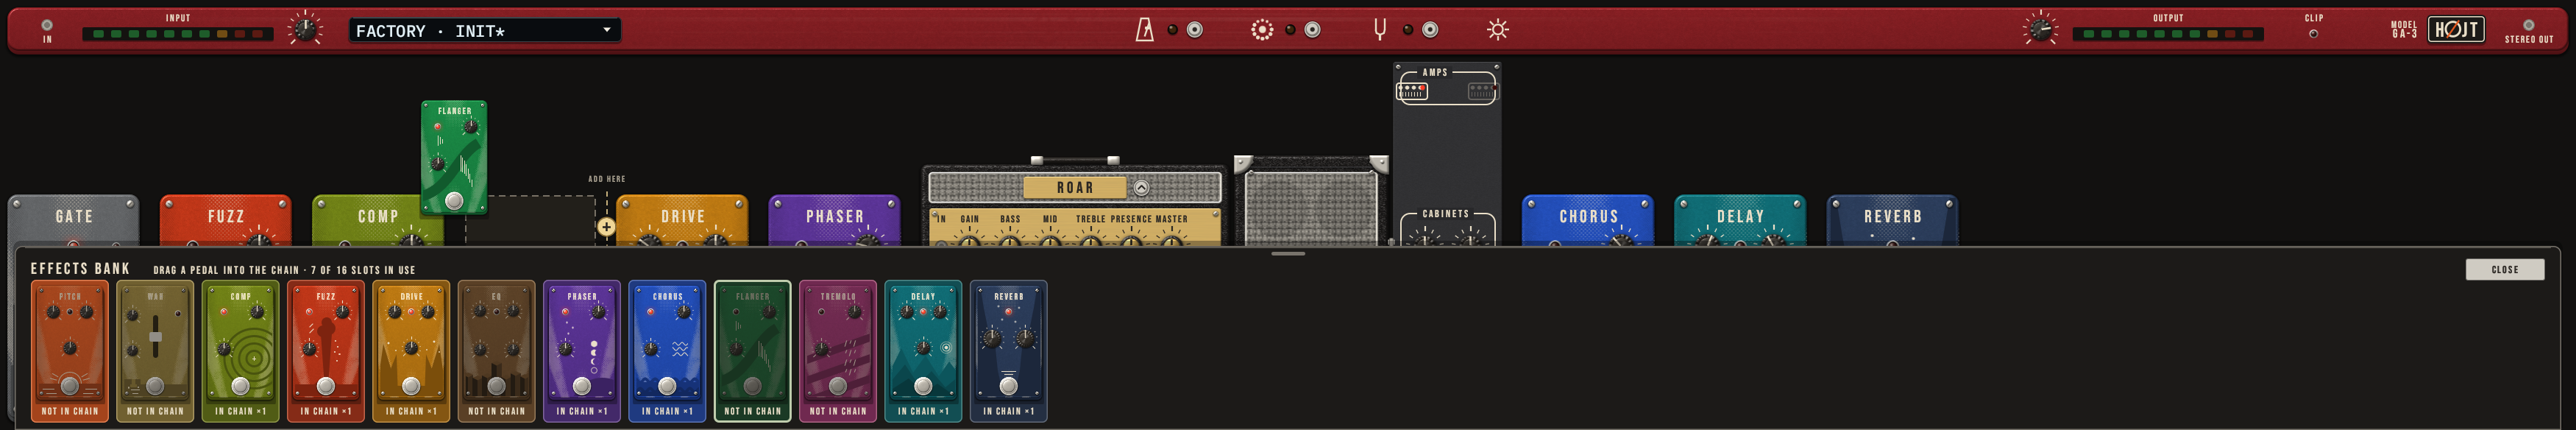 INPUT
IN
FACTORY · INIT*
OUTPUT
CLIP
MODEL
GA-3
HØJT
STEREO OUT
AMPS
FLANGER
ADD HERE
GATE
FUZZ
COMP
DRIVE
PHASER
ROAR
IN GAIN BASS MID TREBLE PRESENCE MASTER
CABINETS
CHORUS
DELAY
REVERB
EFFECTS BANK
DRAG A PEDAL INTO THE CHAIN · 7 OF 16 SLOTS IN USE
CLOSE
PITCH
WAH
COMP
FUZZ
DRIVE
EQ
PHASER
CHORUS
FLANGER
TREMOLO
DELAY
REVERB
NOT IN CHAIN
NOT IN CHAIN
IN CHAIN ×1
IN CHAIN ×1
IN CHAIN ×1
NOT IN CHAIN
IN CHAIN ×1
IN CHAIN ×1
NOT IN CHAIN
NOT IN CHAIN
IN CHAIN ×1
IN CHAIN ×1